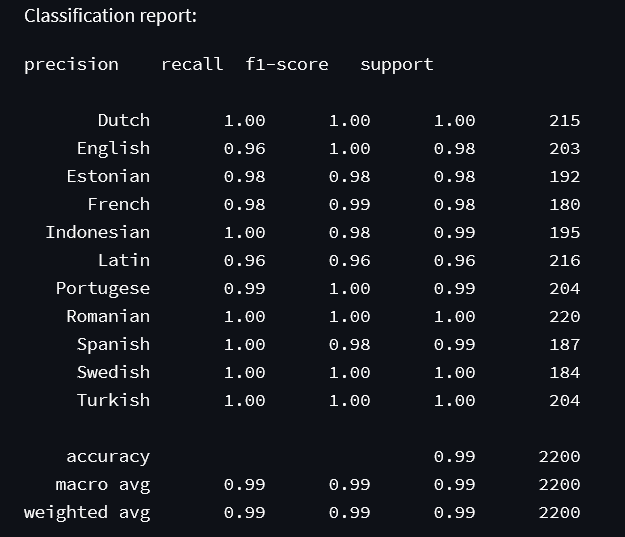 Classification report:
precision recall f1-score support
Dutch 1.00 1.00 1.00 215
English 0.96 1.00 0.98 203
Estonian 0.98 0.98 0.98 192
French 0.98 0.99 0.98 180
Indonesian 1.00 0.98 0.99 195
Latin 0.96 0.96 0.96 216
Portugese 0.99 1.00 0.99 204
Romanian 1.00 1.00 1.00 220
Spanish 1.00 0.98 0.99 187
Swedish 1.00 1.00 1.00 184
Turkish 1.00 1.00 1.00 204
accuracy 0.99 2200
macro avg 0.99 0.99 0.99 2200
weighted avg 0.99 0.99 0.99 2200